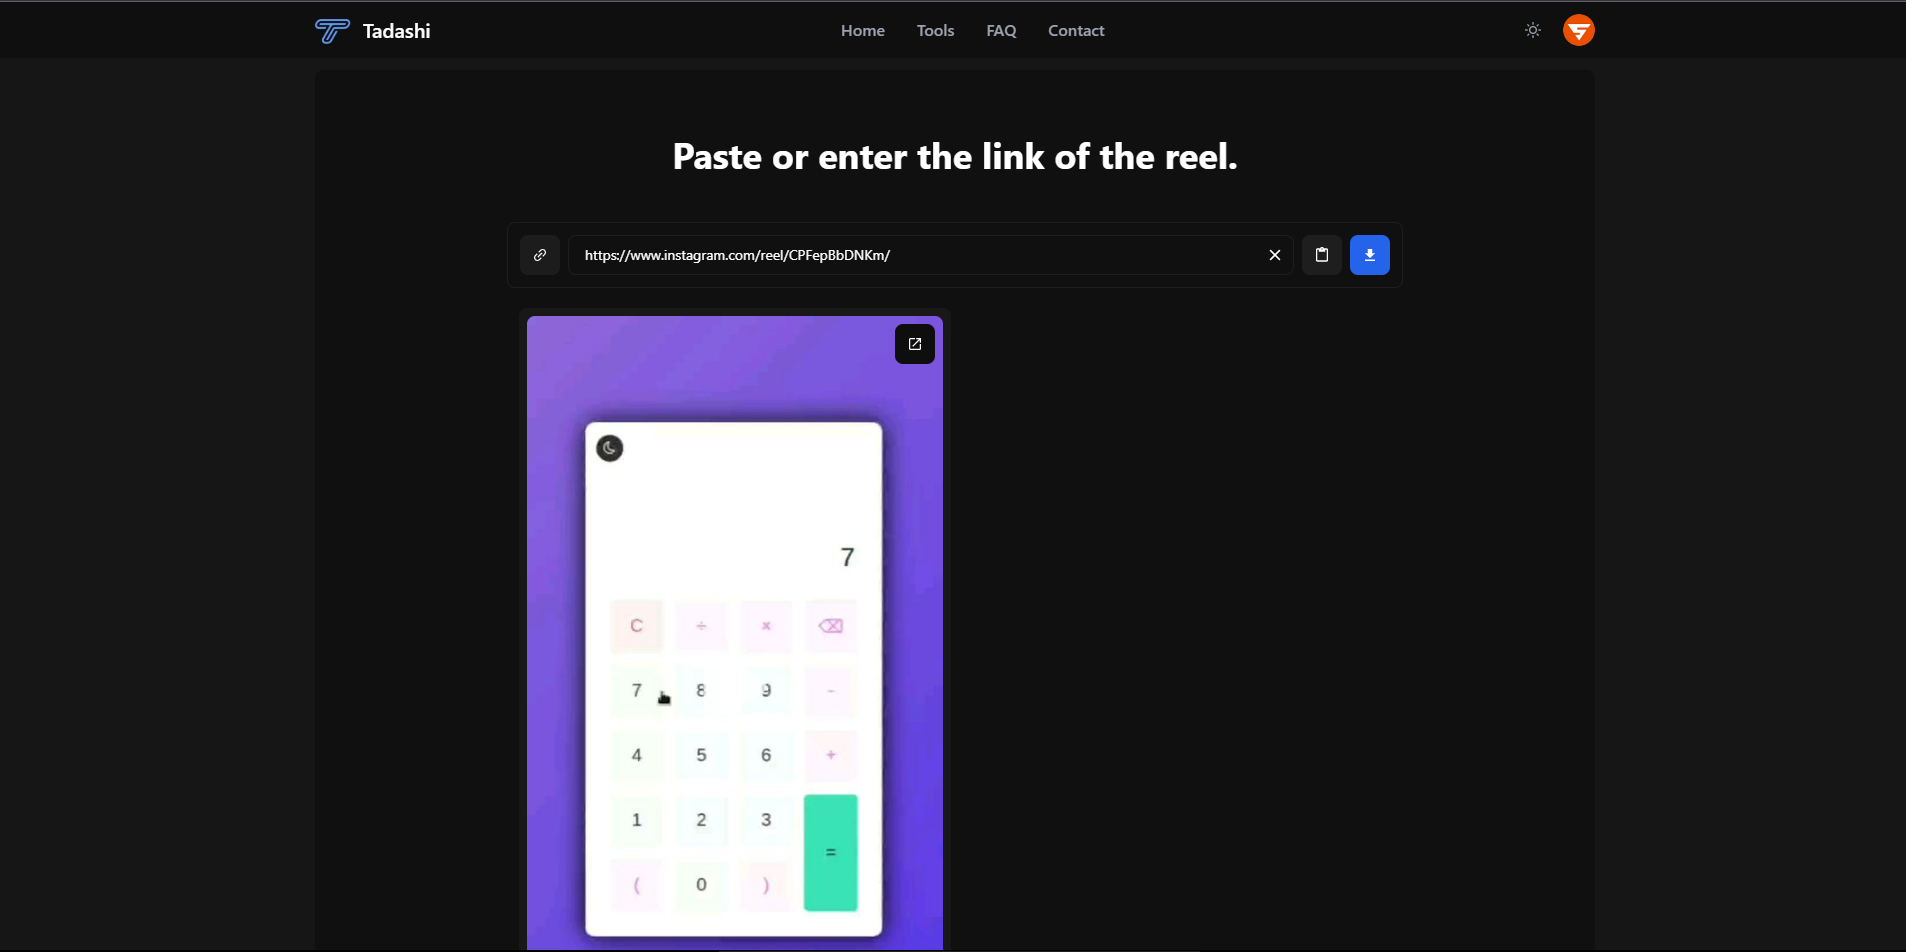 Tadashi Home Tools FAQ Contact
Paste or enter the link of the reel.
https://www.instagram.com/reel/CPFepBbDNKm/
7
C ÷ × ⌫
7 8 9 -
4 5 6 +
1 2 3
=
( 0 )